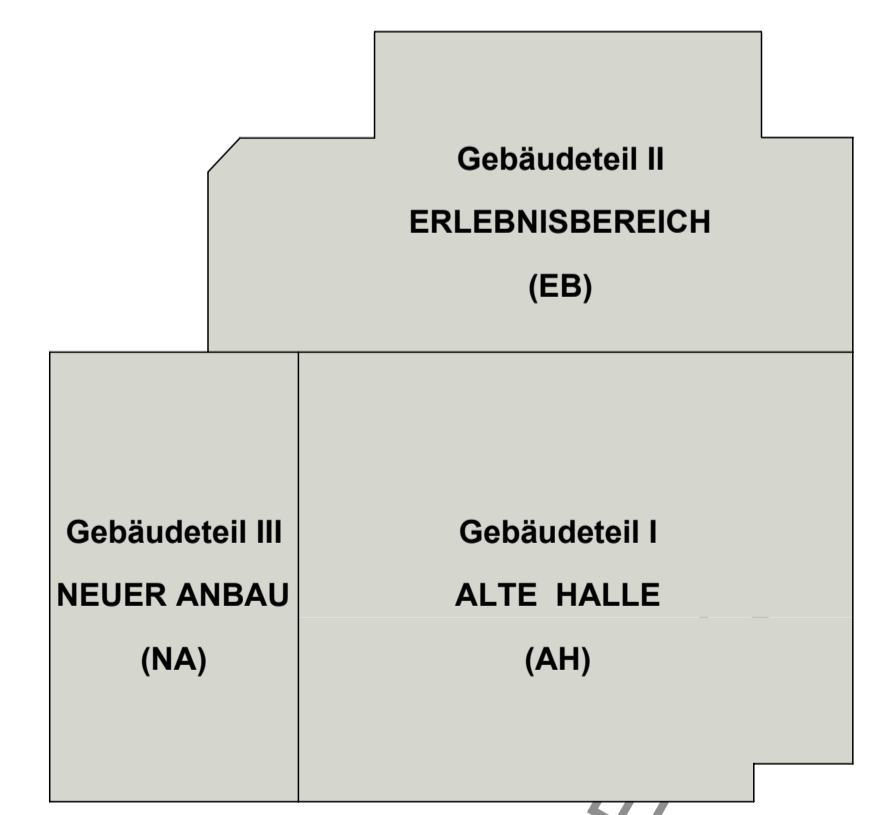 Gebäudeteil II
ERLEBNISBEREICH
(EB)
Gebäudeteil III
NEUER ANBAU
(NA)
Gebäudeteil I
ALTE HALLE
(AH)